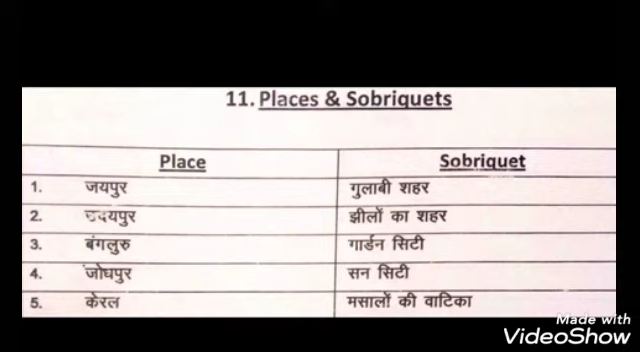 11. Places & Sobriquets
Place Sobriquet
1. जयपुर गुलाबी शहर
2. उदयपुर झीलों का शहर
3. बंगलुरु गार्डन सिटी
4. जोधपुर सन सिटी
5. केरल मसालों की वाटिका
Made with
VideoShow